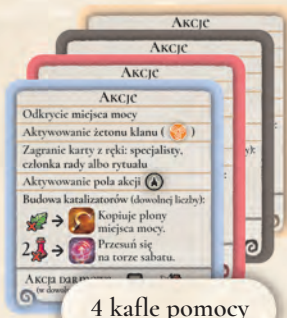 Akcje
Akcje
Akcje
Akcje
Odkrycie miejsca mocy
Aktywowanie żetonu klanu ( )
Zagranie karty z ręki: specjalisty,
członka rady albo rytuału
Aktywowanie pola akcji (A)
Budowa katalizatorów (dowolnej liczby):
Kopiuje plony
miejsca mocy.
2 Przesuń się
na torze sabatu.
y):
4 kafle pomocy